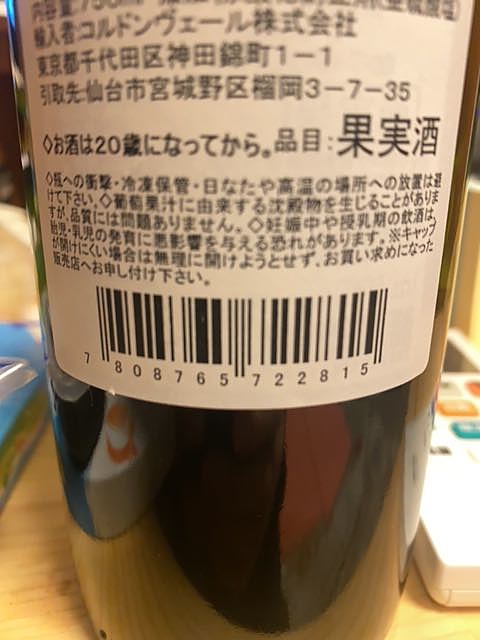 内容量:750ml
輸入者:コルドンヴェール株式会社
東京都千代田区神田錦町1-1
引取先:仙台市宮城野区榴岡3-7-35
◇お酒は20歳になってから。品目:果実酒
◇瓶への衝撃・冷凍保管・日なたや高温の場所への放置は避
けて下さい。◇葡萄果汁に由来する沈殿物を生じることがありま
すが、品質には問題ありません。◇妊娠中や授乳期の飲酒は、
胎児・乳児の発育に悪影響を与える恐れがあります。※キャップ
が開けにくい場合は無理に開けようとせず、お買い求めになった
販売店へお申し付け下さい。
7 808765 722815